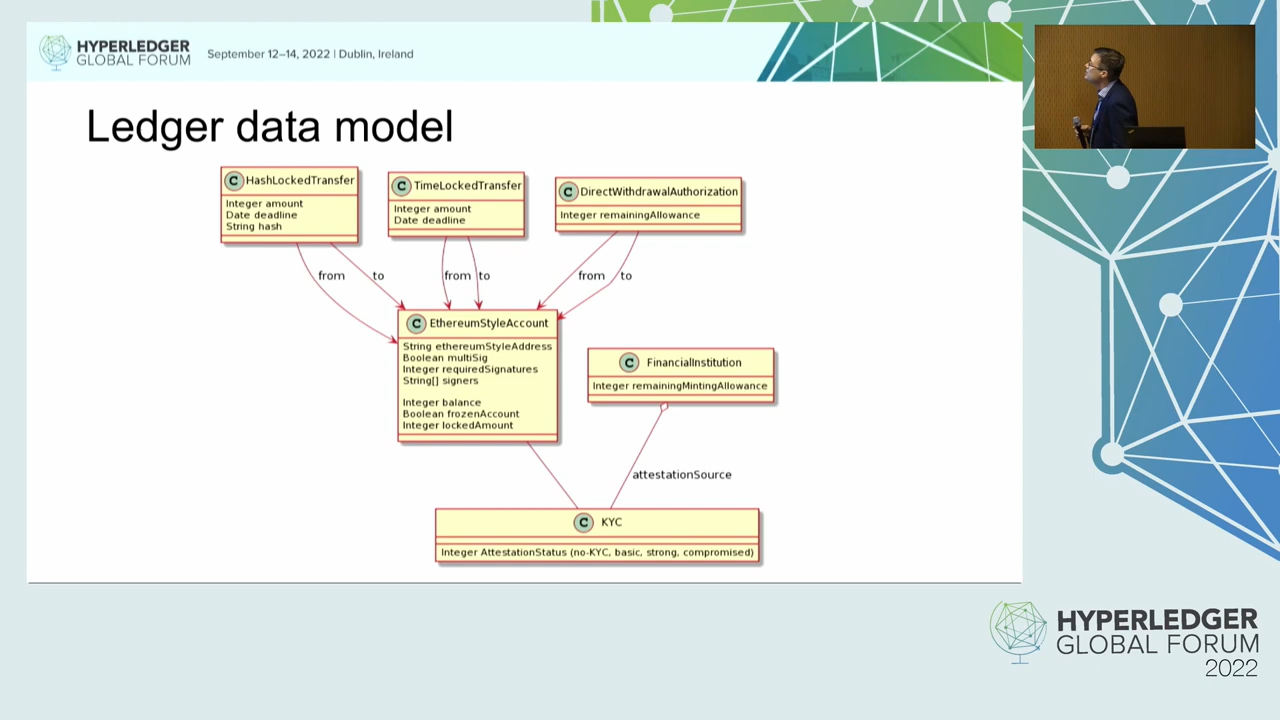 HYPERLEDGER
GLOBAL FORUM
September 12–14, 2022 | Dublin, Ireland
Ledger data model
C HashLockedTransfer
Integer amount
Date deadline
String hash
C TimeLockedTransfer
Integer amount
Date deadline
C DirectWithdrawalAuthorization
Integer remainingAllowance
from
to
from
to
from
to
C EthereumStyleAccount
String ethereumStyleAddress
Boolean multiSig
Integer requiredSignatures
String[] signers
Integer balance
Boolean frozenAccount
Integer lockedAmount
C FinancialInstitution
Integer remainingMintingAllowance
attestationSource
C KYC
Integer AttestationStatus (no-KYC, basic, strong, compromised)
HYPERLEDGER
GLOBAL FORUM
2022